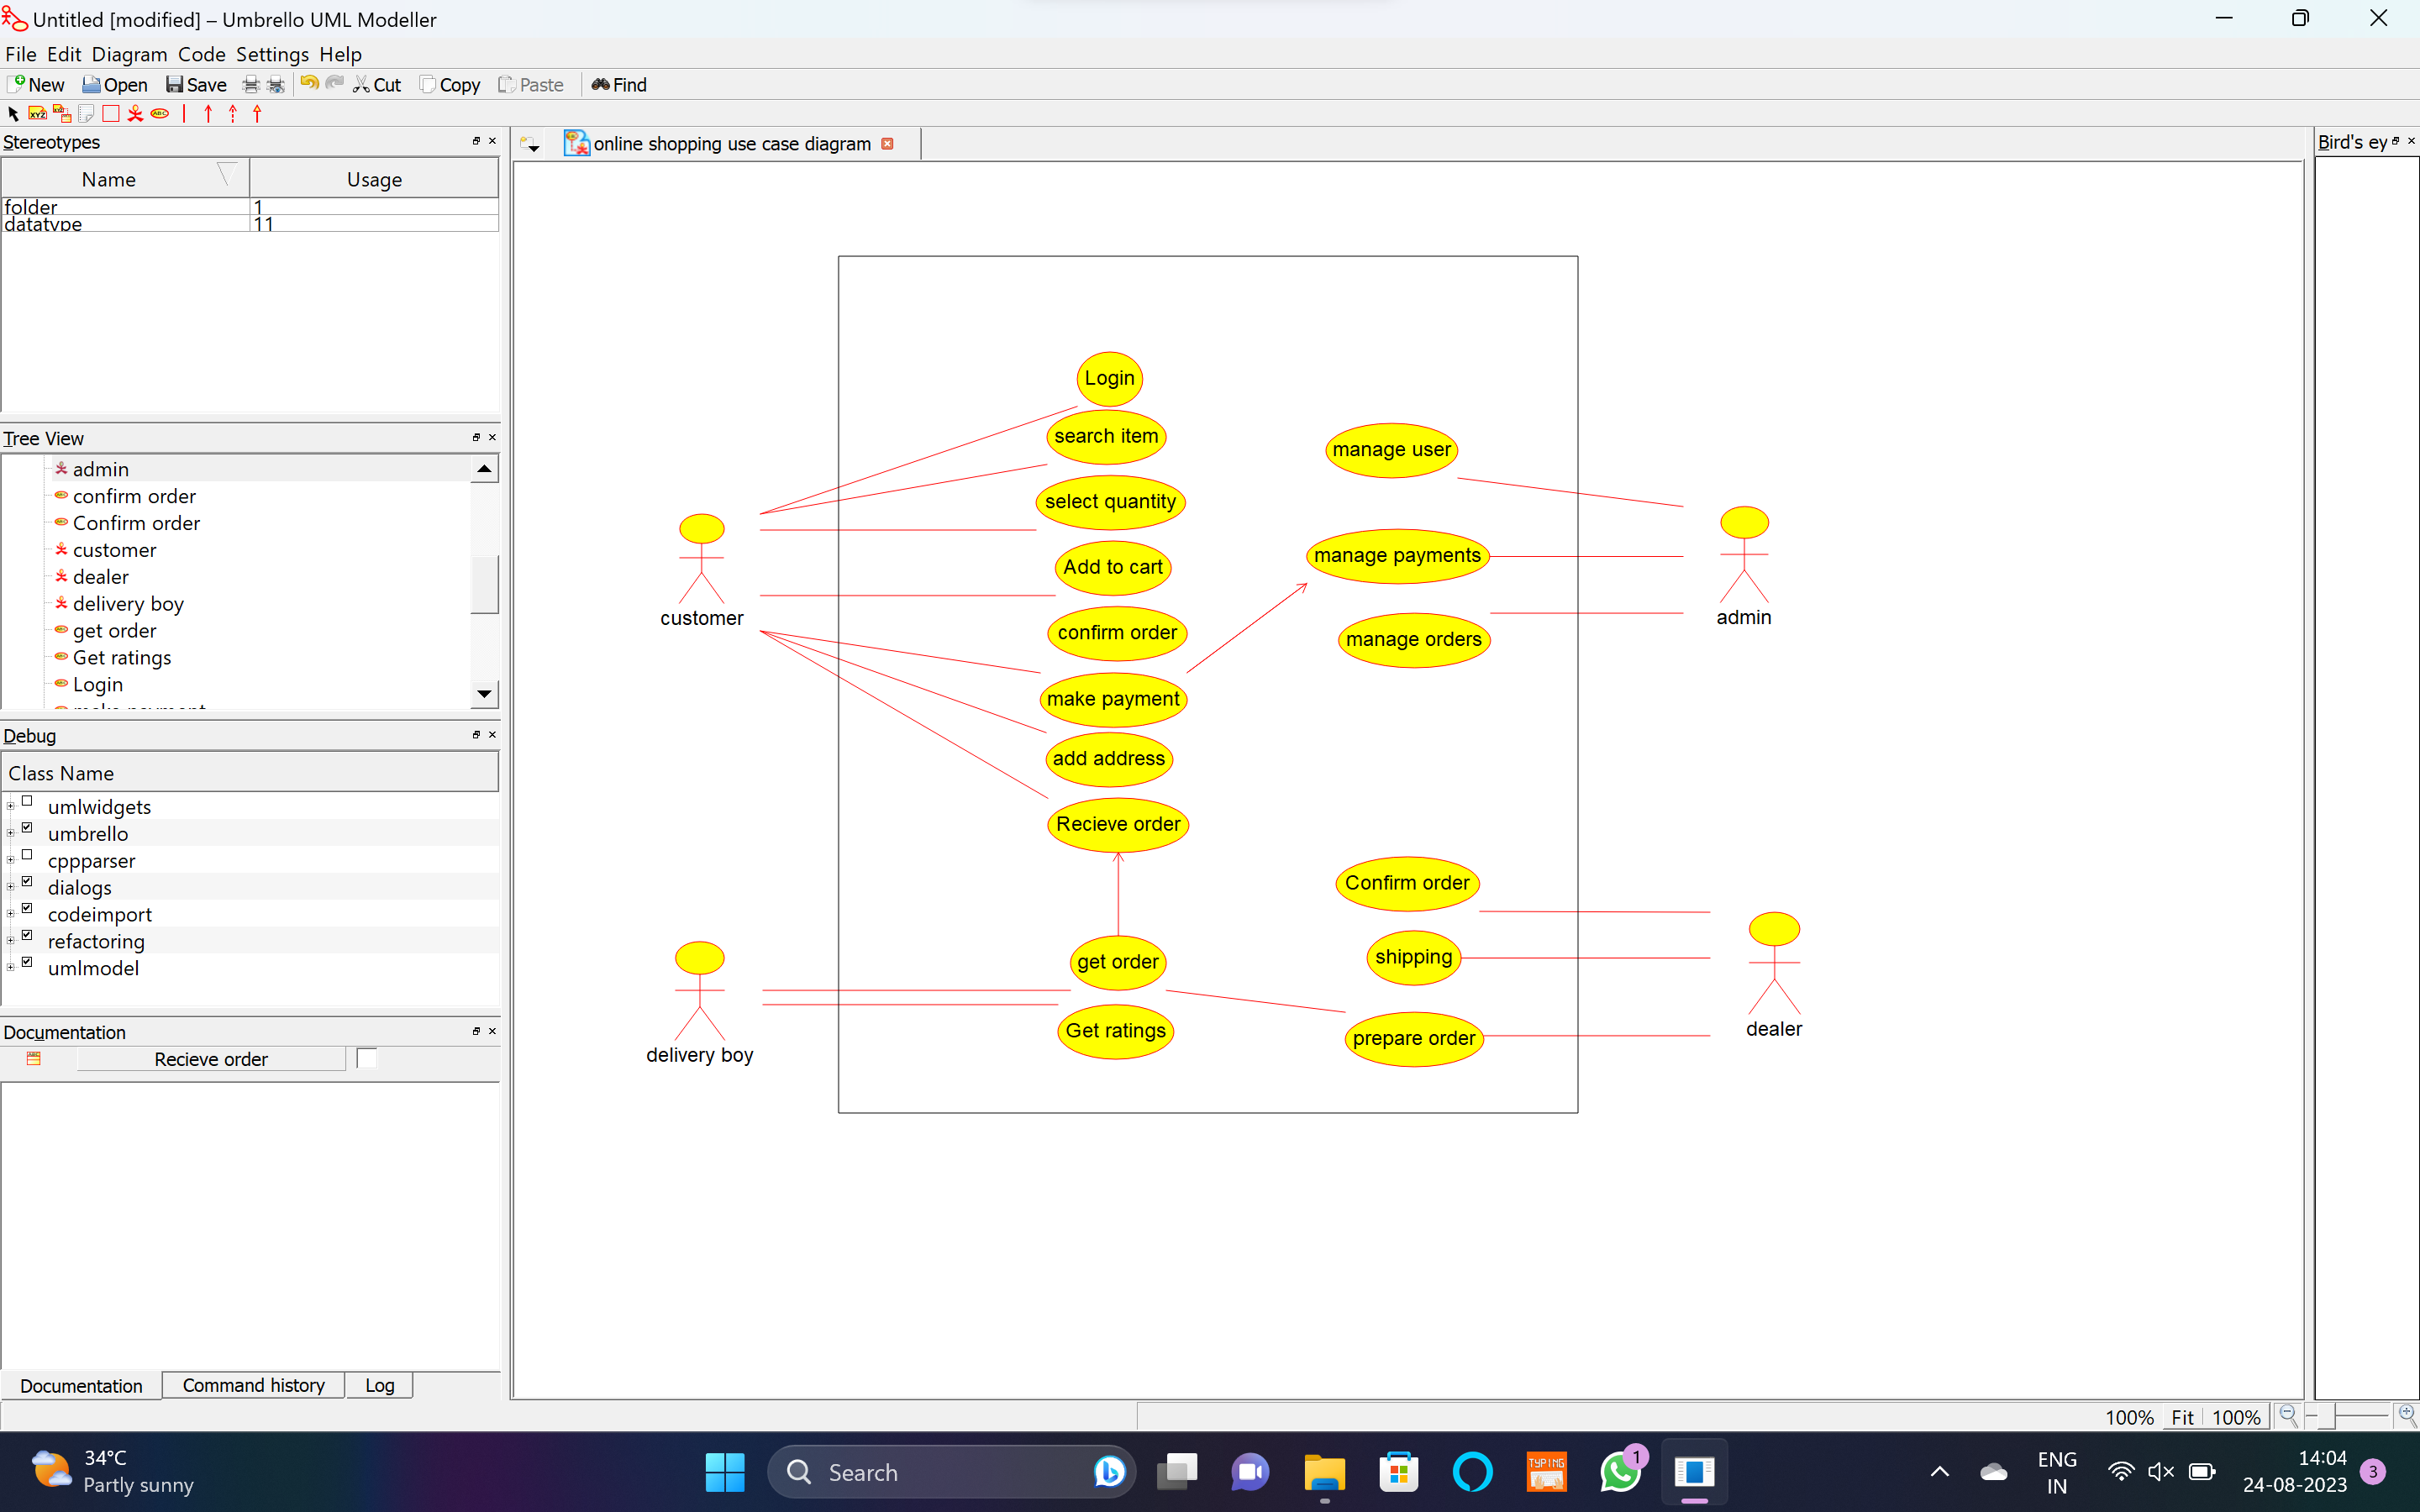 Untitled [modified] – Umbrello UML Modeller
File Edit Diagram Code Settings Help
New Open Save Cut Copy Paste Find
Stereotypes
Name Usage
folder 1
datatype 11
Tree View
admin
confirm order
Confirm order
customer
dealer
delivery boy
get order
Get ratings
Login
make payment
Debug
Class Name
umlwidgets
umbrello
cppparser
dialogs
codeimport
refactoring
umlmodel
Documentation
Recieve order
Documentation Command history Log
online shopping use case diagram
Bird's ey
Login
search item
select quantity
Add to cart
confirm order
make payment
add address
Recieve order
get order
Get ratings
manage user
manage payments
manage orders
Confirm order
shipping
prepare order
customer
delivery boy
admin
dealer
100% Fit 100%
34°C
Partly sunny
Search
TYPING
1
ENG
IN
14:04
24-08-2023
3